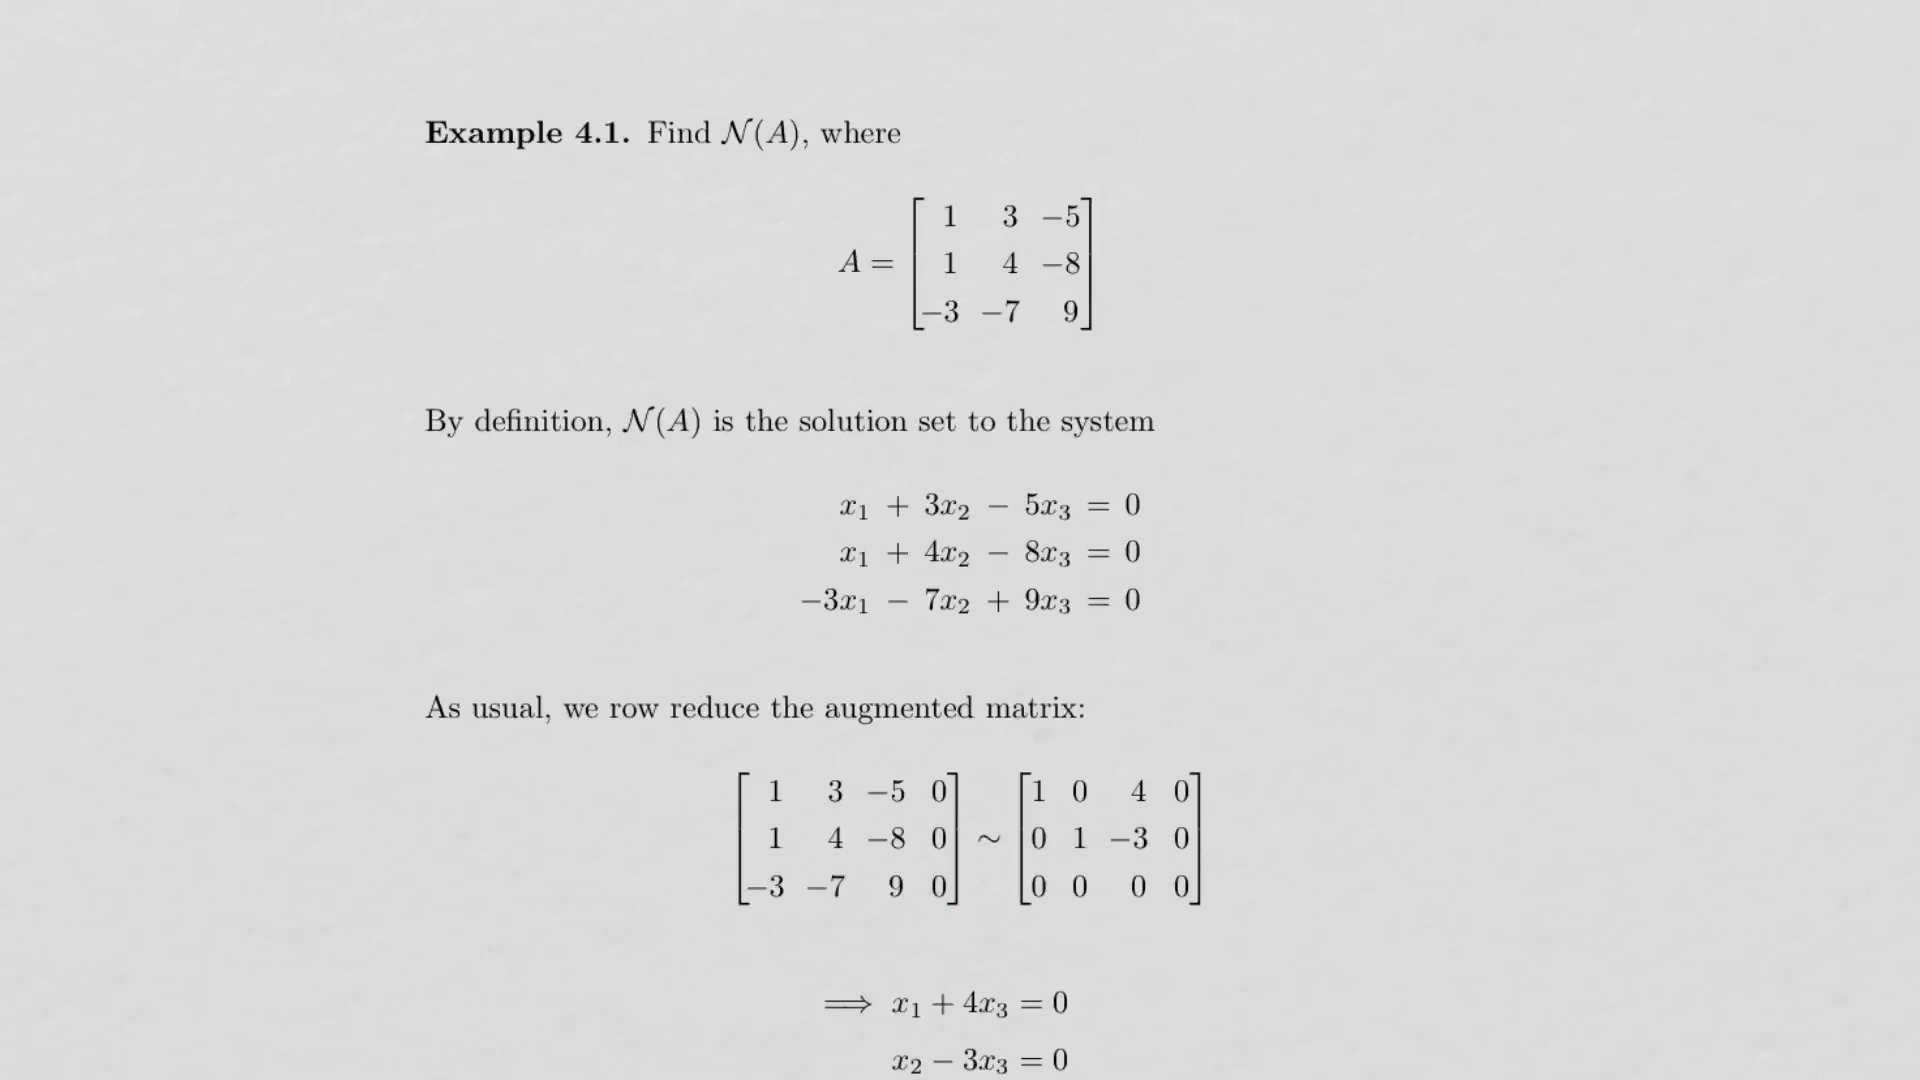 Example 4.1. Find 𝒩(A), where
A = [ 1 3 −5
1 4 −8
−3 −7 9 ]
By definition, 𝒩(A) is the solution set to the system
x₁ + 3x₂ − 5x₃ = 0
x₁ + 4x₂ − 8x₃ = 0
−3x₁ − 7x₂ + 9x₃ = 0
As usual, we row reduce the augmented matrix:
[ 1 3 −5 0 ] [ 1 0 4 0 ]
[ 1 4 −8 0 ] ∼ [ 0 1 −3 0 ]
[ −3 −7 9 0 ] [ 0 0 0 0 ]
⟹ x₁ + 4x₃ = 0
x₂ − 3x₃ = 0